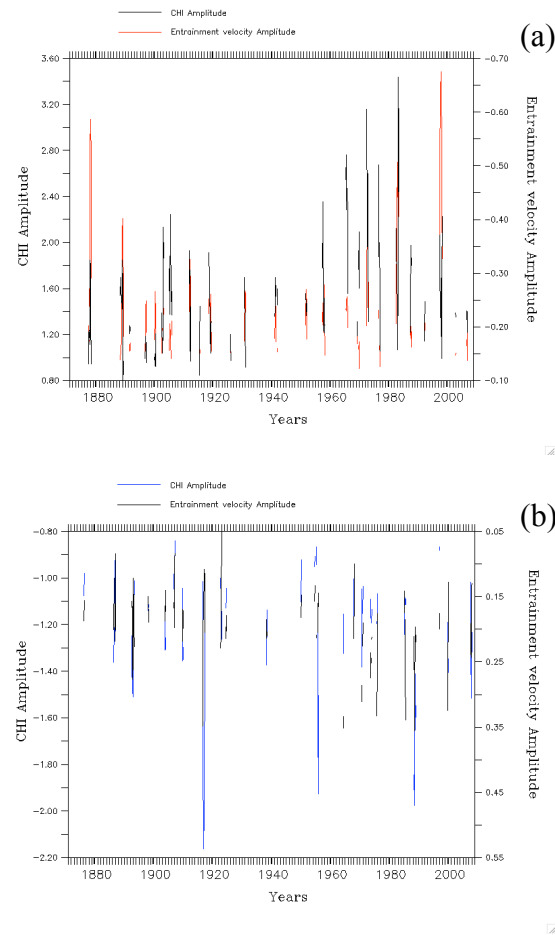 CHI Amplitude
Entrainment velocity Amplitude
(a)
3.60
3.20
2.80
2.40
2.00
1.60
1.20
0.80
CHI Amplitude
-0.70
-0.60
-0.50
-0.40
-0.30
-0.20
-0.10
Entrainment velocity Amplitude
1880 1900 1920 1940 1960 1980 2000
Years
CHI Amplitude
Entrainment velocity Amplitude
(b)
-0.80
-1.00
-1.20
-1.40
-1.60
-1.80
-2.00
-2.20
CHI Amplitude
0.05
0.15
0.25
0.35
0.45
0.55
Entrainment velocity Amplitude
1880 1900 1920 1940 1960 1980 2000
Years